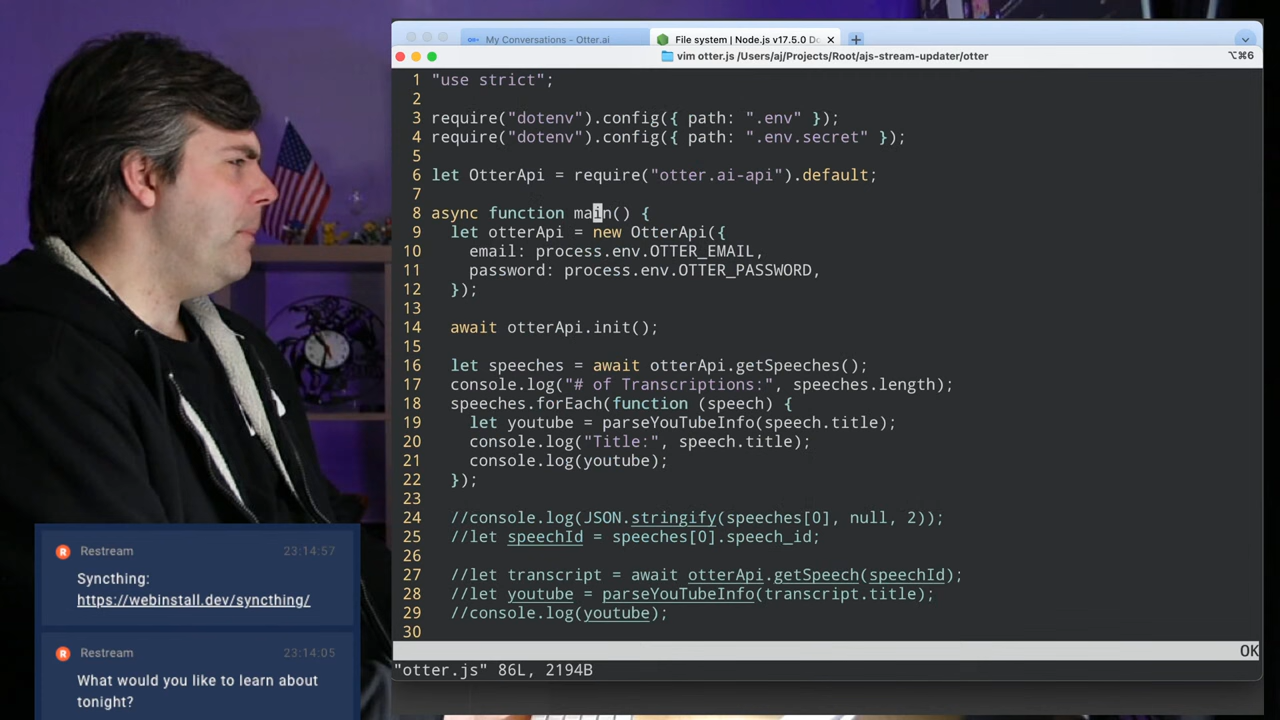 My Conversations - Otter.ai
File system | Node.js v17.5.0 Do
vim otter.js /Users/aj/Projects/Root/ajs-stream-updater/otter
⌥⌘6
1 "use strict";
2
3 require("dotenv").config({ path: ".env" });
4 require("dotenv").config({ path: ".env.secret" });
5
6 let OtterApi = require("otter.ai-api").default;
7
8 async function main() {
9 let otterApi = new OtterApi({
10 email: process.env.OTTER_EMAIL,
11 password: process.env.OTTER_PASSWORD,
12 });
13
14 await otterApi.init();
15
16 let speeches = await otterApi.getSpeeches();
17 console.log("# of Transcriptions:", speeches.length);
18 speeches.forEach(function (speech) {
19 let youtube = parseYouTubeInfo(speech.title);
20 console.log("Title:", speech.title);
21 console.log(youtube);
22 });
23
24 //console.log(JSON.stringify(speeches[0], null, 2));
25 //let speechId = speeches[0].speech_id;
26
27 //let transcript = await otterApi.getSpeech(speechId);
28 //let youtube = parseYouTubeInfo(transcript.title);
29 //console.log(youtube);
30
OK
"otter.js" 86L, 2194B
Restream 23:14:57
Syncthing:
https://webinstall.dev/syncthing/
Restream 23:14:05
What would you like to learn about
tonight?